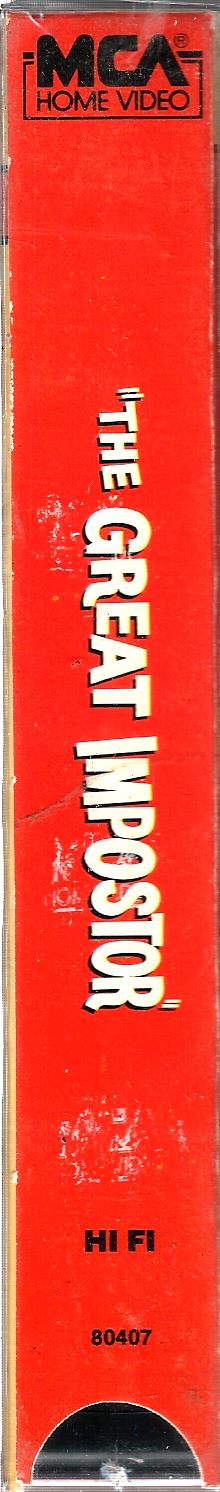 MCA®
HOME VIDEO
"THE GREAT IMPOSTOR"
HI FI
80407